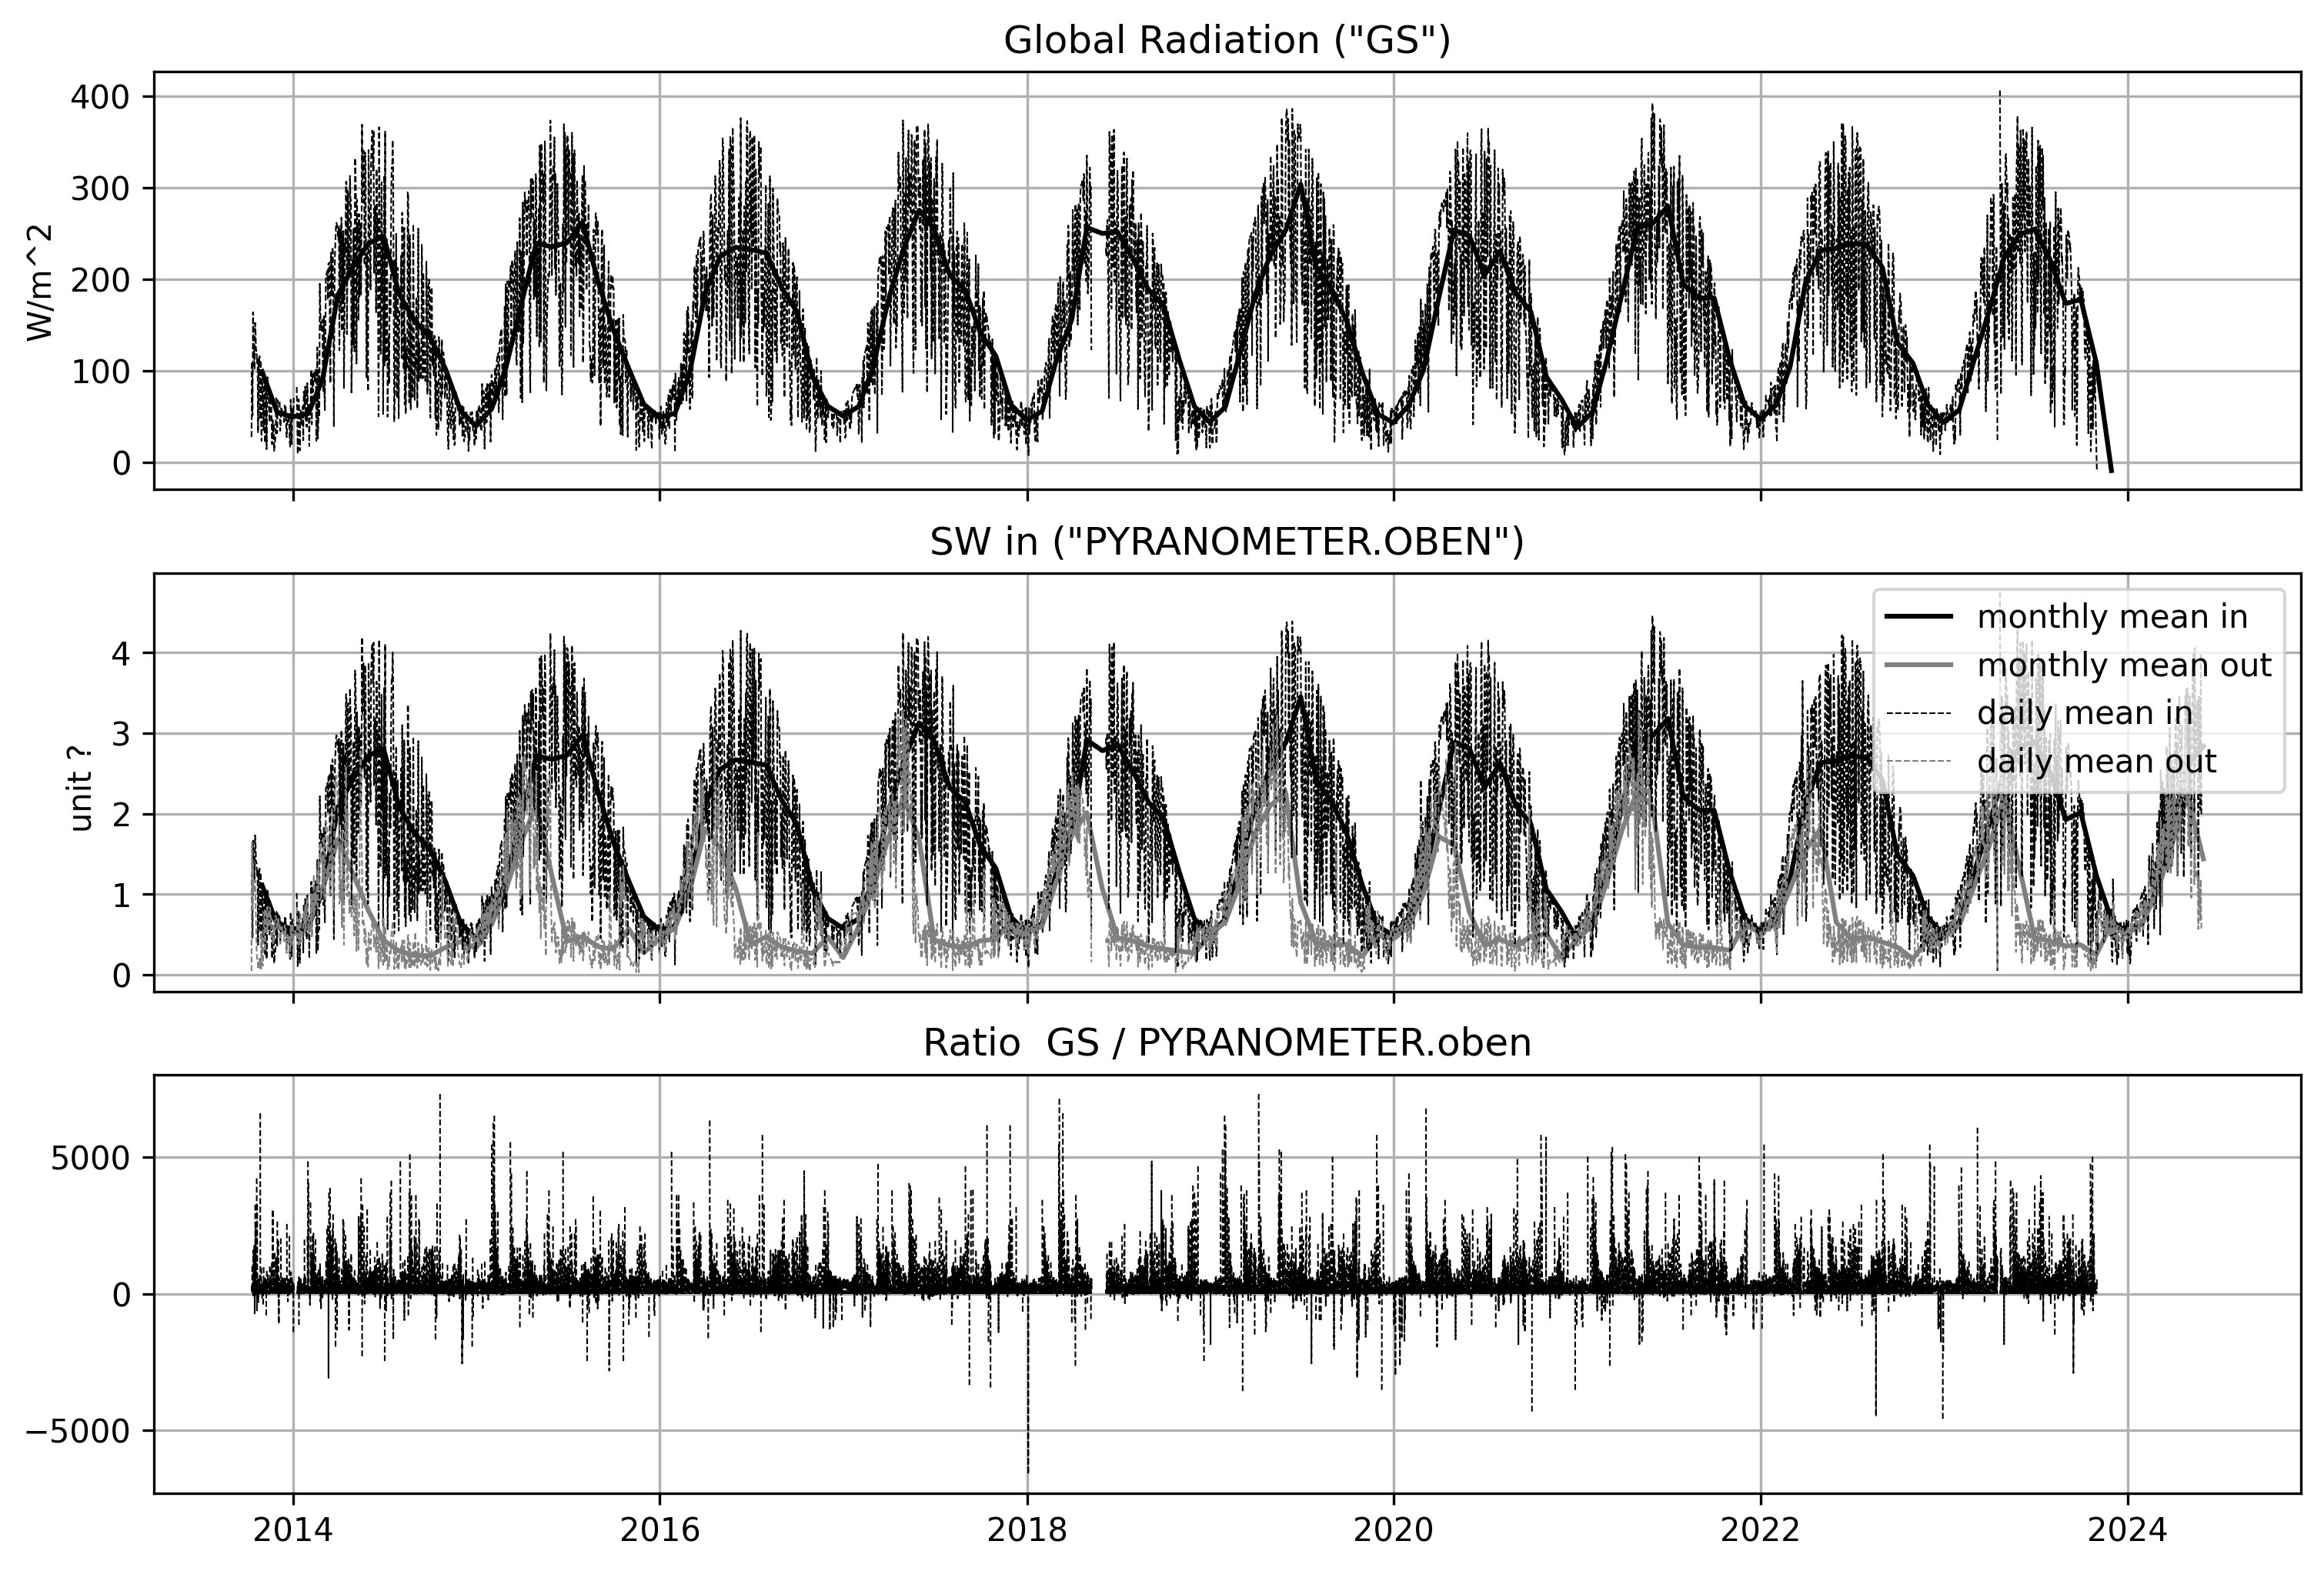 Global Radiation ("GS")
400
300
200
100
0
W/m^2
SW in ("PYRANOMETER.OBEN")
4
3
2
1
0
unit ?
monthly mean in
monthly mean out
daily mean in
daily mean out
Ratio  GS / PYRANOMETER.oben
5000
0
−5000
2014 2016 2018 2020 2022 2024